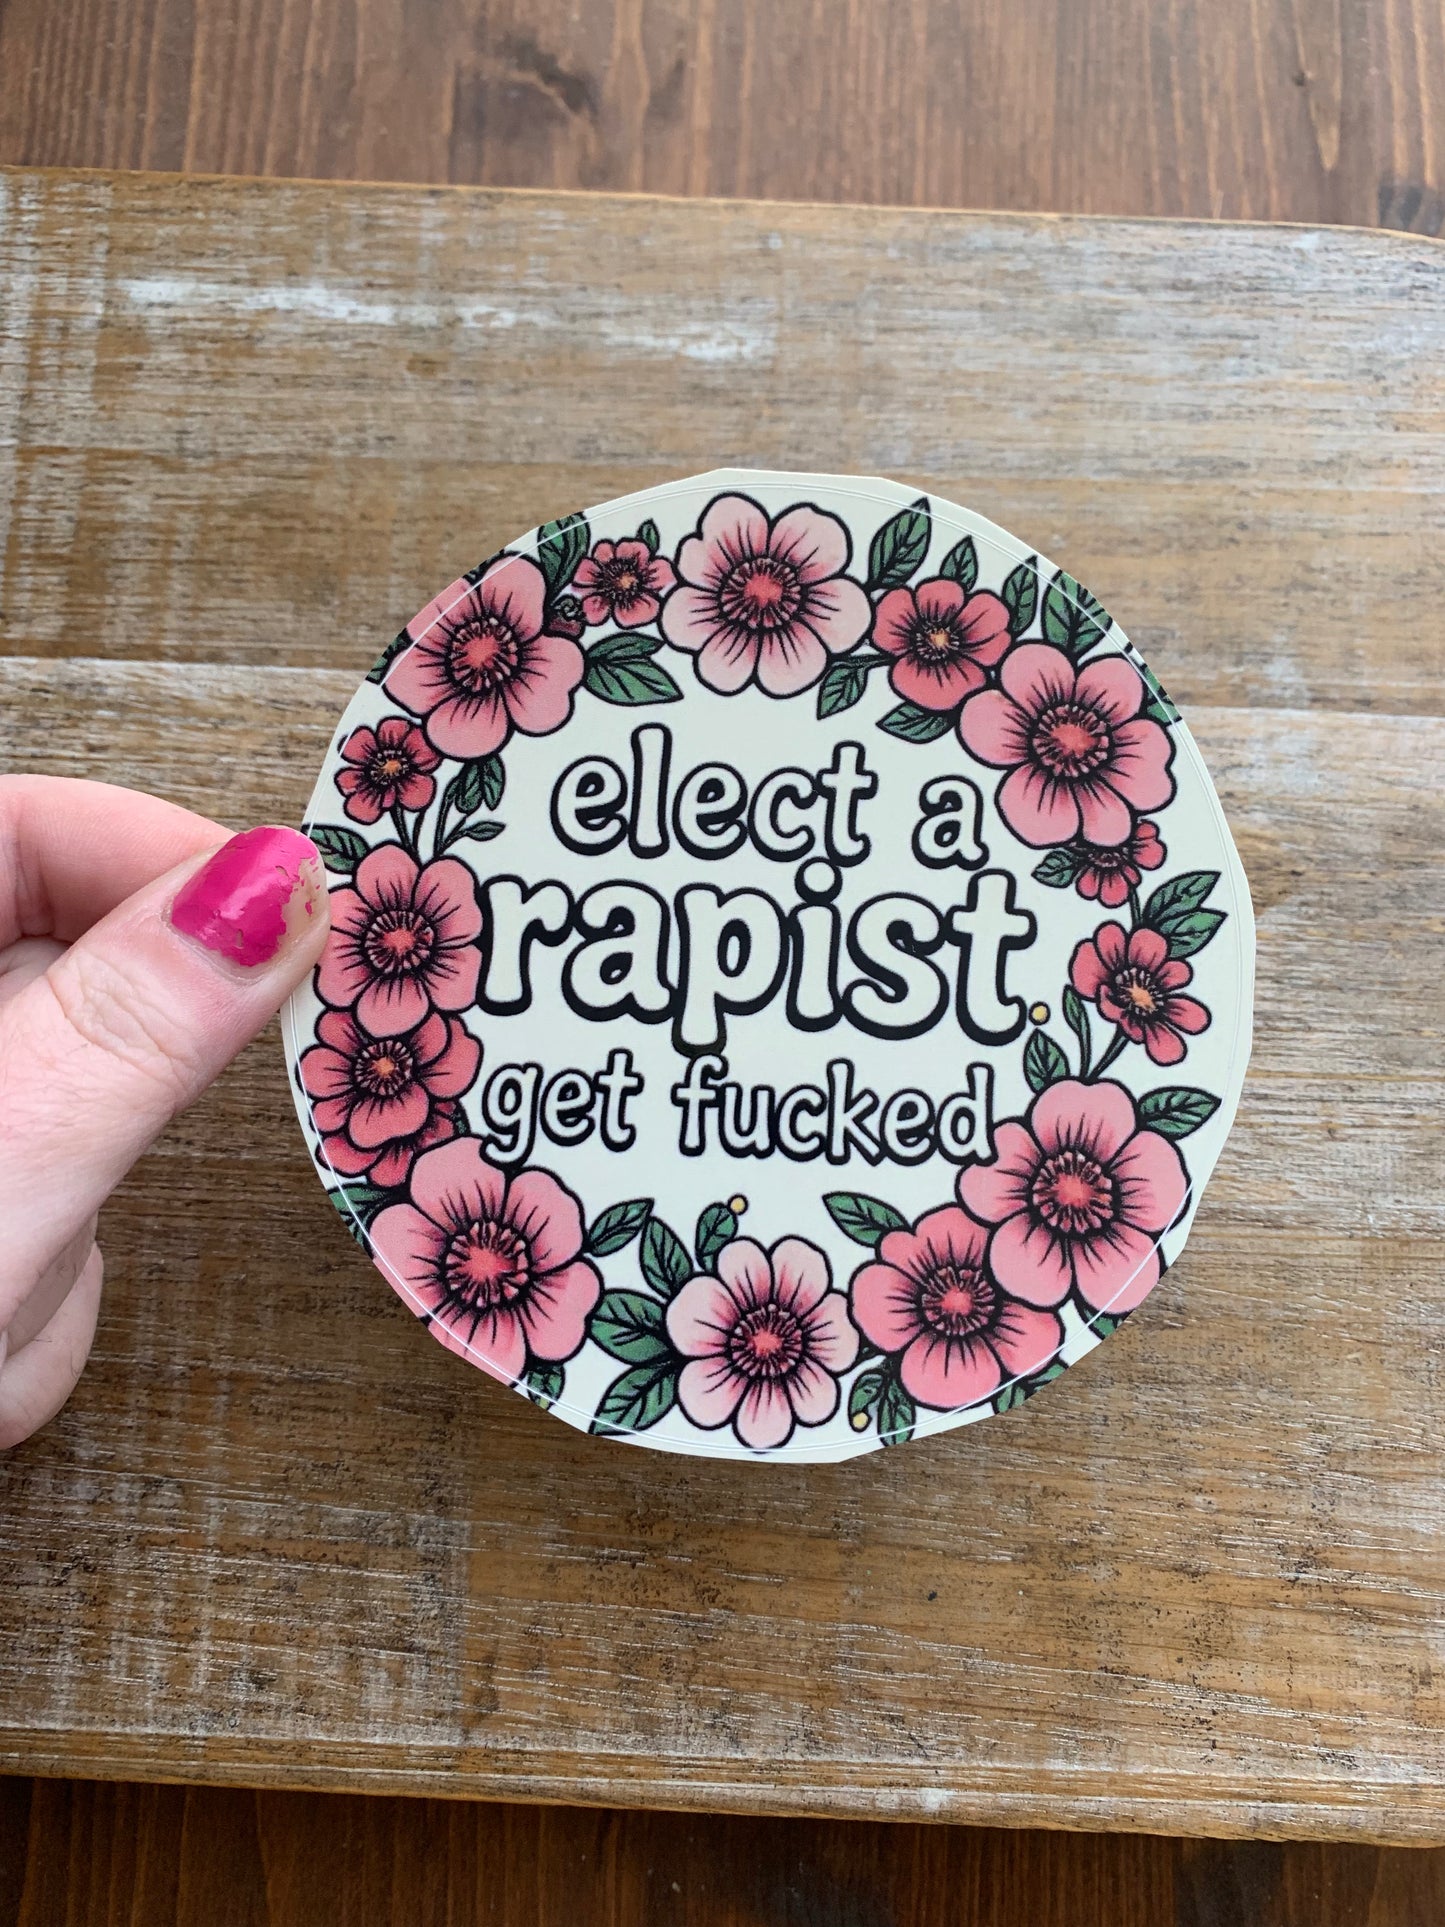 elect a
rapist.
get fucked